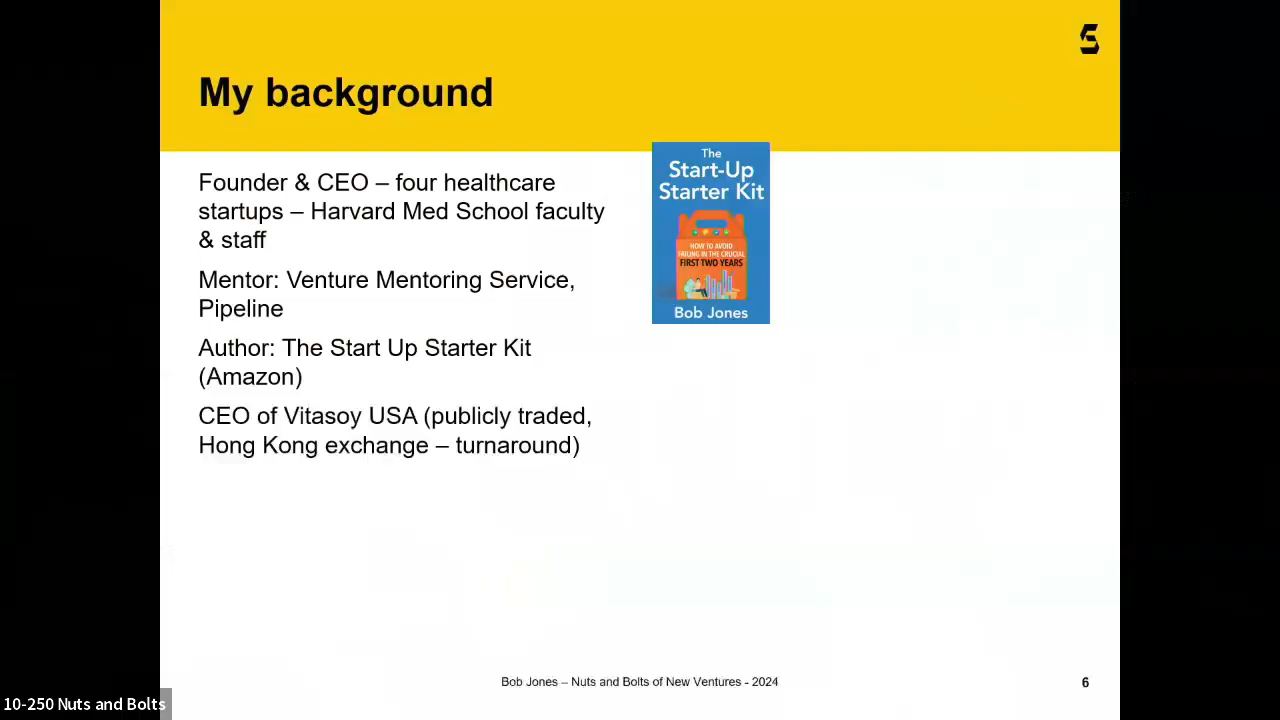 My background
Founder & CEO – four healthcare
startups – Harvard Med School faculty
& staff
Mentor: Venture Mentoring Service,
Pipeline
Author: The Start Up Starter Kit
(Amazon)
CEO of Vitasoy USA (publicly traded,
Hong Kong exchange – turnaround)
The
Start-Up
Starter Kit
HOW TO AVOID
FAILING IN THE CRUCIAL
FIRST TWO YEARS
Bob Jones
Bob Jones – Nuts and Bolts of New Ventures - 2024
6
10-250 Nuts and Bolts